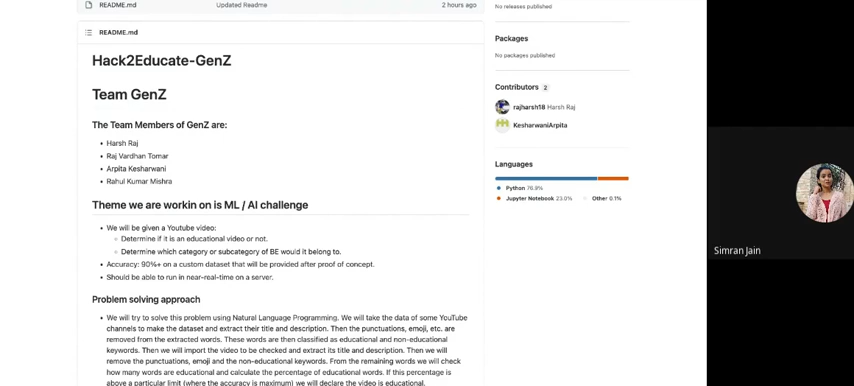 README.md Updated Readme 2 hours ago
README.md
Hack2Educate-GenZ
Team GenZ
The Team Members of GenZ are:
Harsh Raj
Raj Vardhan Tomar
Arpita Kesharwani
Rahul Kumar Mishra
Theme we are workin on is ML / AI challenge
We will be given a Youtube video:
Determine if it is an educational video or not.
Determine which category or subcategory of BE would it belong to.
Accuracy: 90%+ on a custom dataset that will be provided after proof of concept.
Should be able to run in near-real-time on a server.
Problem solving approach
We will try to solve this problem using Natural Language Programming. We will take the data of some YouTube
channels to make the dataset and extract their title and description. Then the punctuations, emoji, etc. are
removed from the extracted words. These words are then classified as educational and non-educational
keywords. Then we will import the video to be checked and extract its title and description. Then we will
remove the punctuations, emoji and the non-educational keywords. From the remaining words we will check
how many words are educational and calculate the percentage of educational words. If this percentage is
above a particular limit (where the accuracy is maximum) we will declare the video is educational.
No releases published
Packages
No packages published
Contributors 2
rajharsh18 Harsh Raj
KesharwaniArpita
Languages
Python 76.9%
Jupyter Notebook 23.0% Other 0.1%
Simran Jain